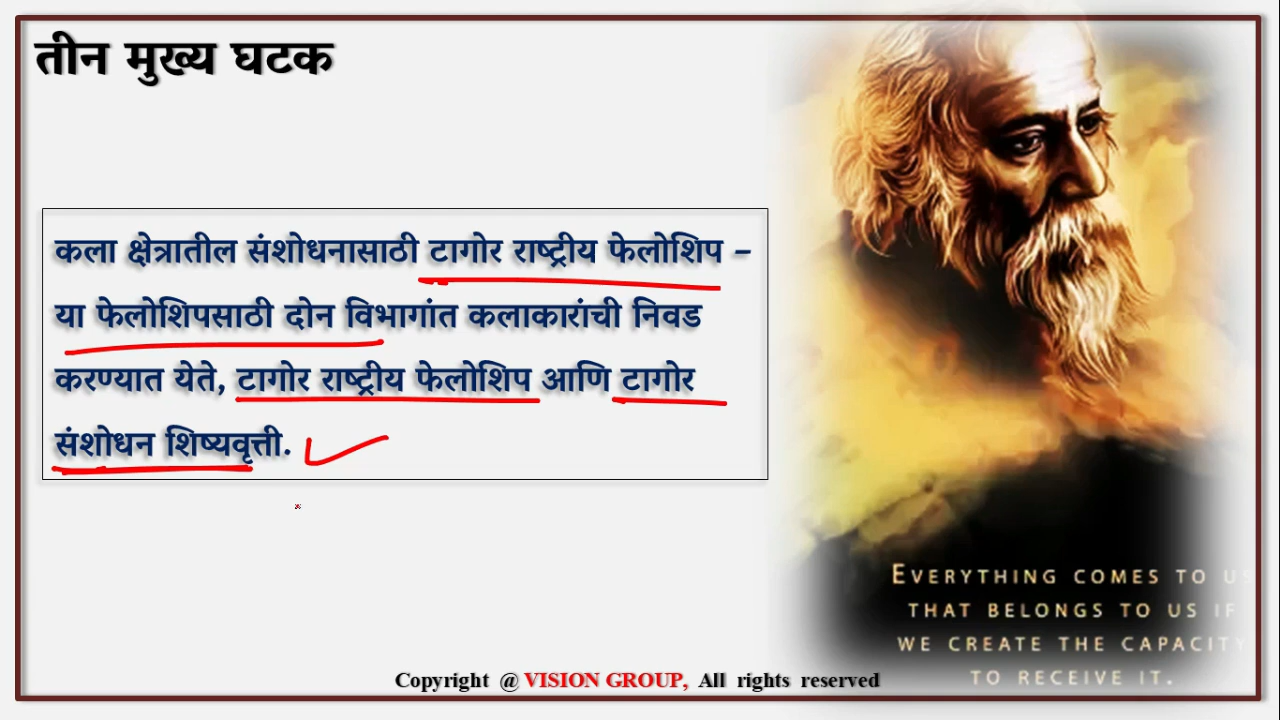 तीन मुख्य घटक
कला क्षेत्रातील संशोधनासाठी टागोर राष्ट्रीय फेलोशिप –
या फेलोशिपसाठी दोन विभागांत कलाकारांची निवड
करण्यात येते, टागोर राष्ट्रीय फेलोशिप आणि टागोर
संशोधन शिष्यवृत्ती.
EVERYTHING COMES TO US
THAT BELONGS TO US IF
WE CREATE THE CAPACITY
TO RECEIVE IT.
Copyright @ VISION GROUP, All rights reserved